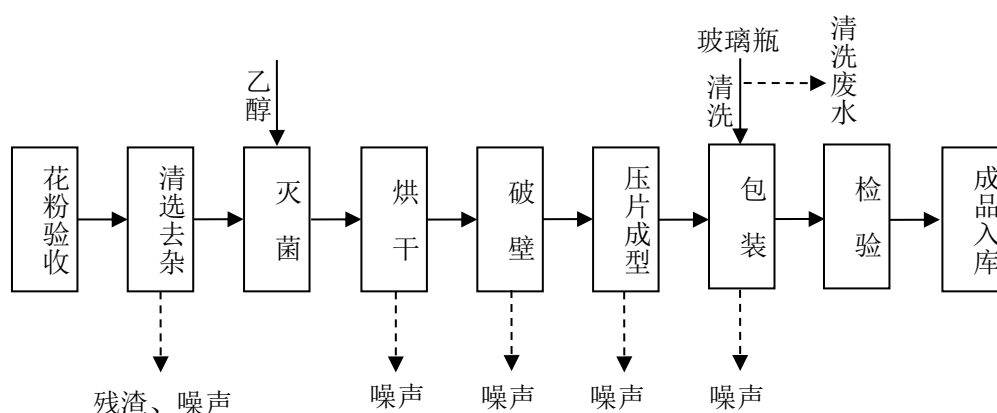 玻璃瓶
清洗
清洗废水
乙醇
花粉验收
清选去杂
灭菌
烘干
破壁
压片成型
包装
检验
成品入库
残渣、噪声
噪声
噪声
噪声
噪声